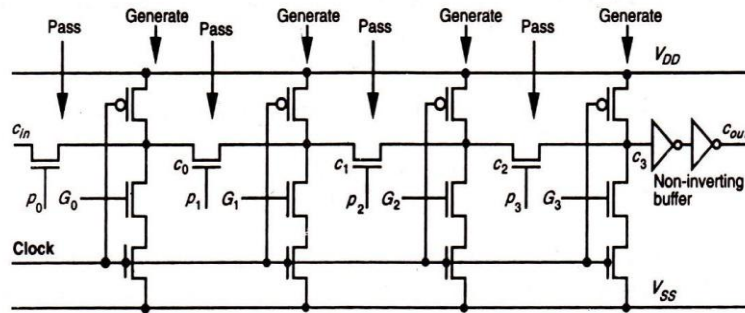 Generate Generate Generate Generate
Pass Pass Pass Pass
V_DD
c_in c_0 c_1 c_2 c_3 c_out
Non-inverting
buffer
p_0 G_0 p_1 G_1 p_2 G_2 p_3 G_3
Clock
V_SS